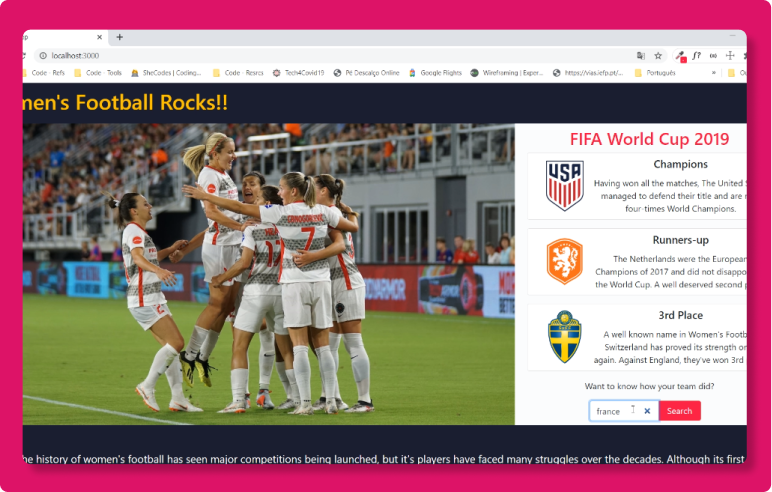 localhost:3000
Code - Refs
Code - Tools
SheCodes | Coding...
Code - Resrcs
Tech4Covid19
Pé Descalço Online
Google Flights
Wireframing | Exper...
https://vias.iefp.pt/...
Português
men's Football Rocks!!
FIFA World Cup 2019
USA
Champions
Having won all the matches, The United S
managed to defend their title and are n
four-times World Champions.
Runners-up
The Netherlands were the European
Champions of 2017 and did not disappo
the World Cup. A well deserved second p
3rd Place
A well known name in Women's Footb
Switzerland has proved its strength on
again. Against England, they've won 3rd
Want to know how your team did?
france
Search
7
he history of women's football has seen major competitions being launched, but it's players have faced many struggles over the decades. Although its first